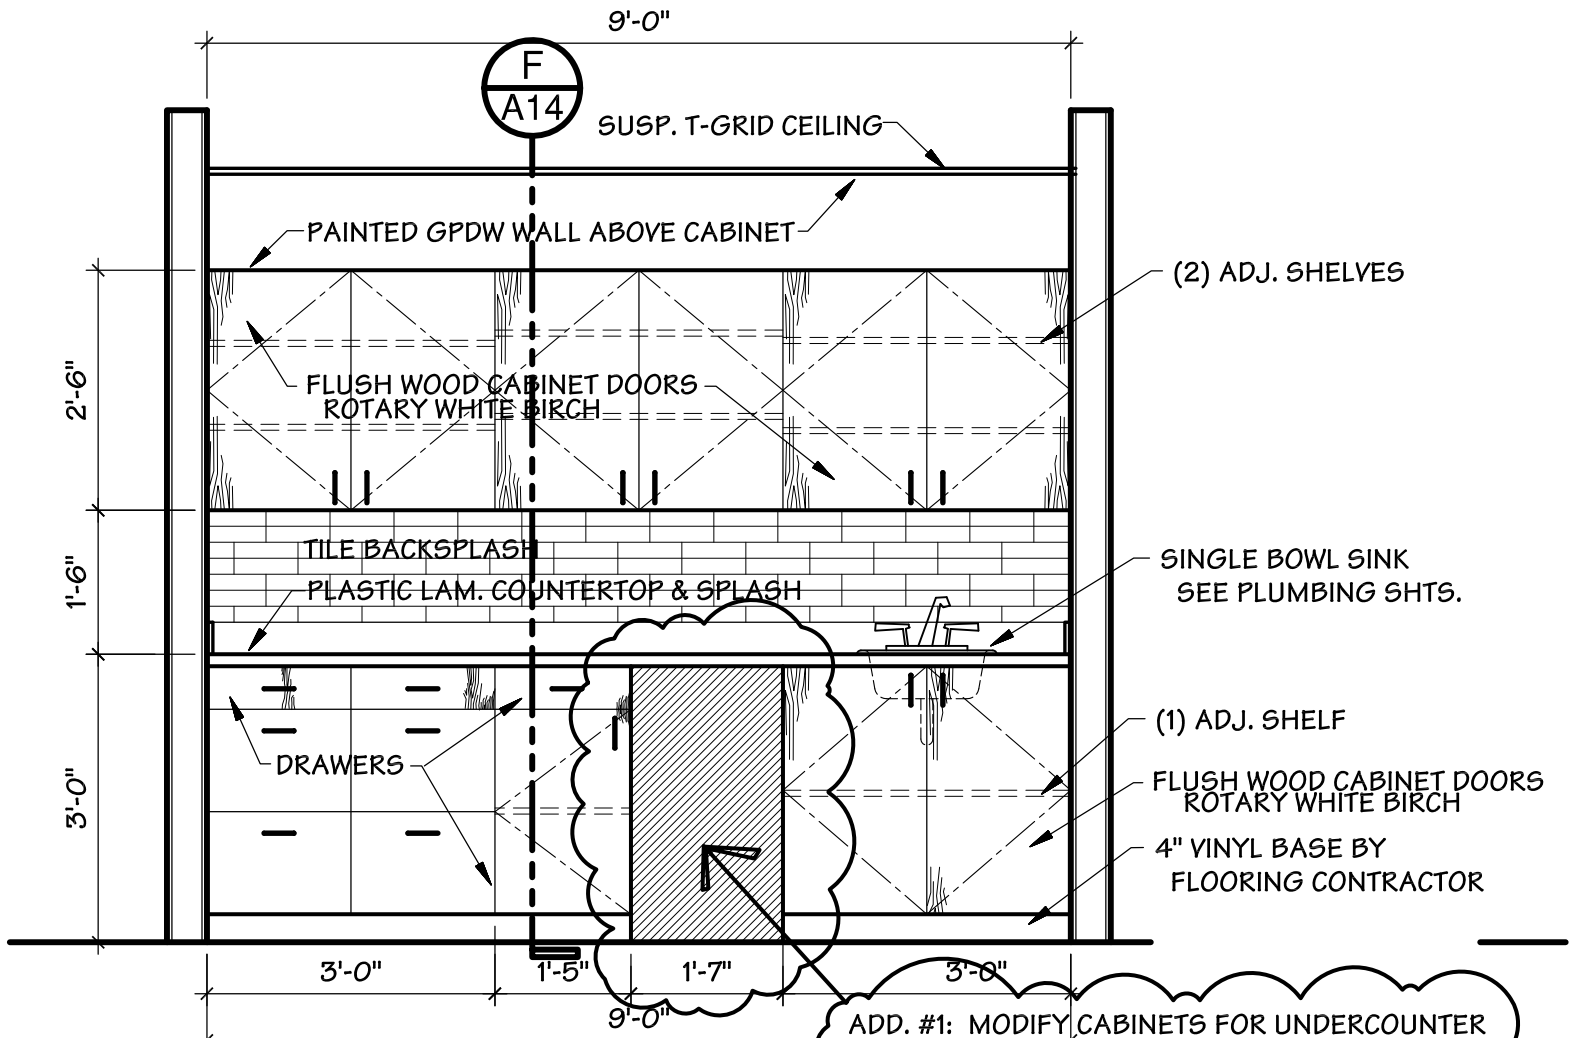 9'-0"
F
A14
SUSP. T-GRID CEILING
PAINTED GPDW WALL ABOVE CABINET
(2) ADJ. SHELVES
2'-6"
FLUSH WOOD CABINET DOORS
ROTARY WHITE BIRCH
TILE BACKSPLASH
1'-6"
PLASTIC LAM. COUNTERTOP & SPLASH
SINGLE BOWL SINK
SEE PLUMBING SHTS.
(1) ADJ. SHELF
DRAWERS
3'-0"
FLUSH WOOD CABINET DOORS
ROTARY WHITE BIRCH
4" VINYL BASE BY
FLOORING CONTRACTOR
3'-0"
1'-5"
1'-7"
3'-0"
9'-0"
ADD. #1: MODIFY CABINETS FOR UNDERCOUNTER